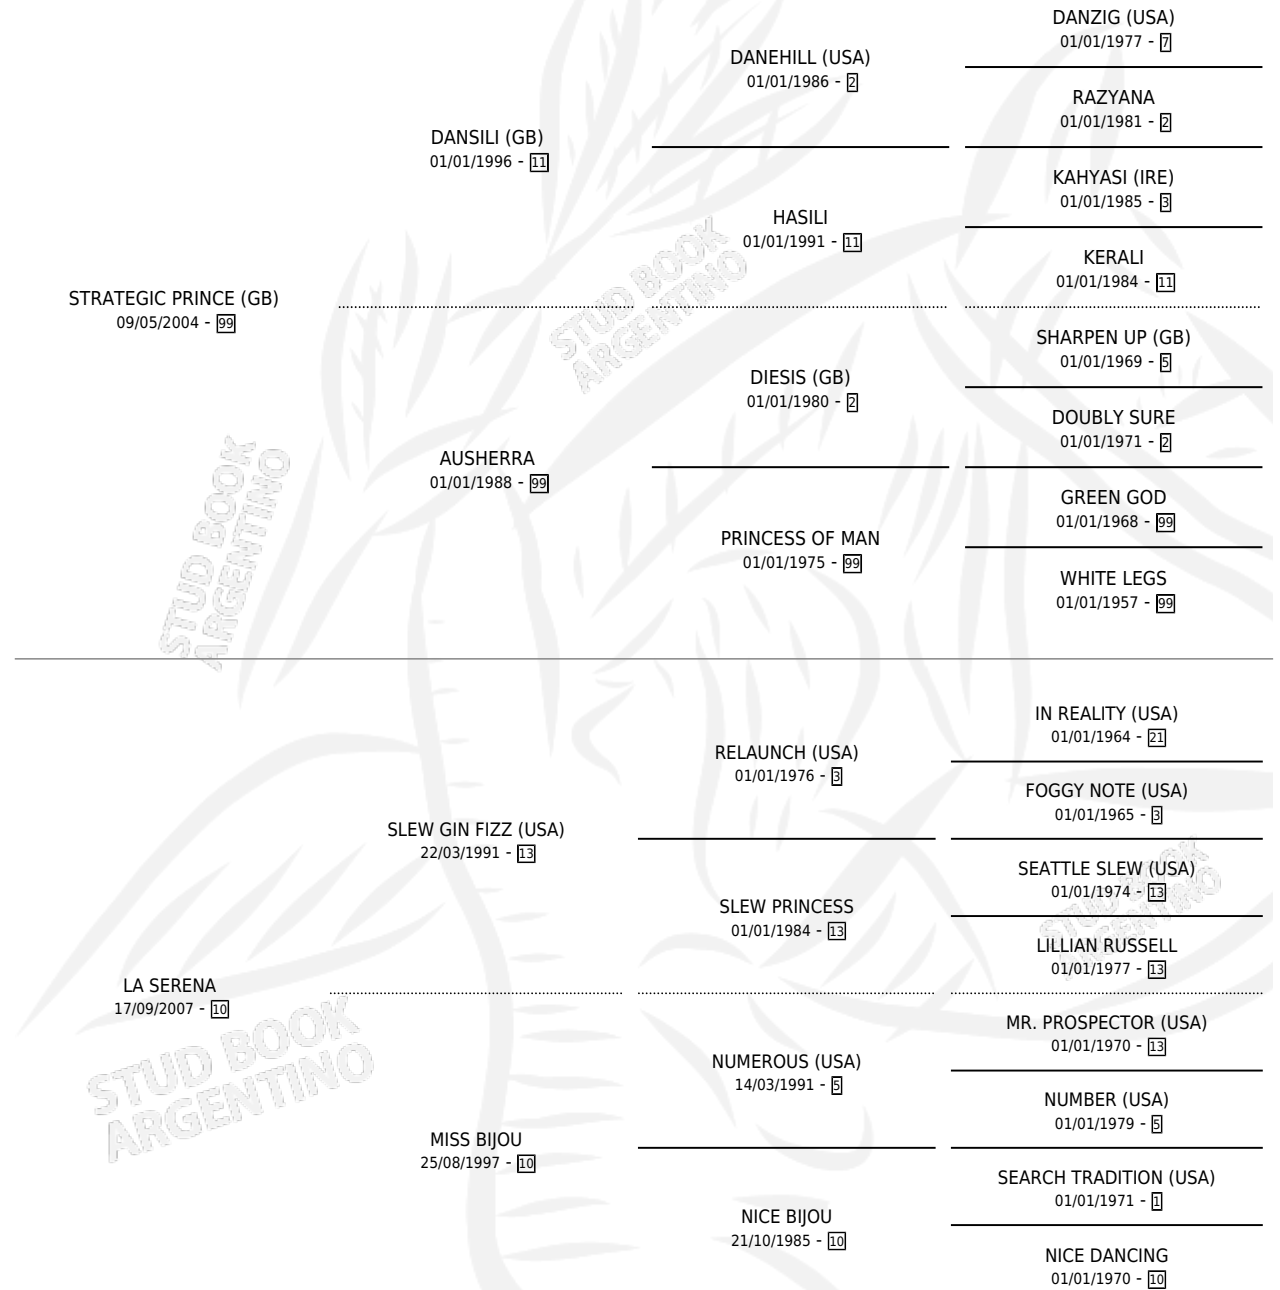 DANZIG (USA)
01/01/1977 - 7
DANEHILL (USA)
01/01/1986 - 2
RAZYANA
01/01/1981 - 2
DANSILI (GB)
01/01/1996 - 11
KAHYASI (IRE)
01/01/1985 - 3
HASILI
01/01/1991 - 11
KERALI
01/01/1984 - 11
STRATEGIC PRINCE (GB)
09/05/2004 - 99
SHARPEN UP (GB)
01/01/1969 - 5
DIESIS (GB)
01/01/1980 - 2
DOUBLY SURE
01/01/1971 - 2
AUSHERRA
01/01/1988 - 99
GREEN GOD
01/01/1968 - 99
PRINCESS OF MAN
01/01/1975 - 99
WHITE LEGS
01/01/1957 - 99
IN REALITY (USA)
01/01/1964 - 21
RELAUNCH (USA)
01/01/1976 - 3
FOGGY NOTE (USA)
01/01/1965 - 3
SLEW GIN FIZZ (USA)
22/03/1991 - 13
SEATTLE SLEW (USA)
01/01/1974 - 13
SLEW PRINCESS
01/01/1984 - 13
LILLIAN RUSSELL
01/01/1977 - 13
LA SERENA
17/09/2007 - 10
MR. PROSPECTOR (USA)
01/01/1970 - 13
NUMEROUS (USA)
14/03/1991 - 5
NUMBER (USA)
01/01/1979 - 5
MISS BIJOU
25/08/1997 - 10
SEARCH TRADITION (USA)
01/01/1971 - 1
NICE BIJOU
21/10/1985 - 10
NICE DANCING
01/01/1970 - 10
STUD BOOK
ARGENTINO
STUD BOOK
ARGENTINO
STUD BOOK
ARGENTINO
STUD BOOK
ARGENTINO